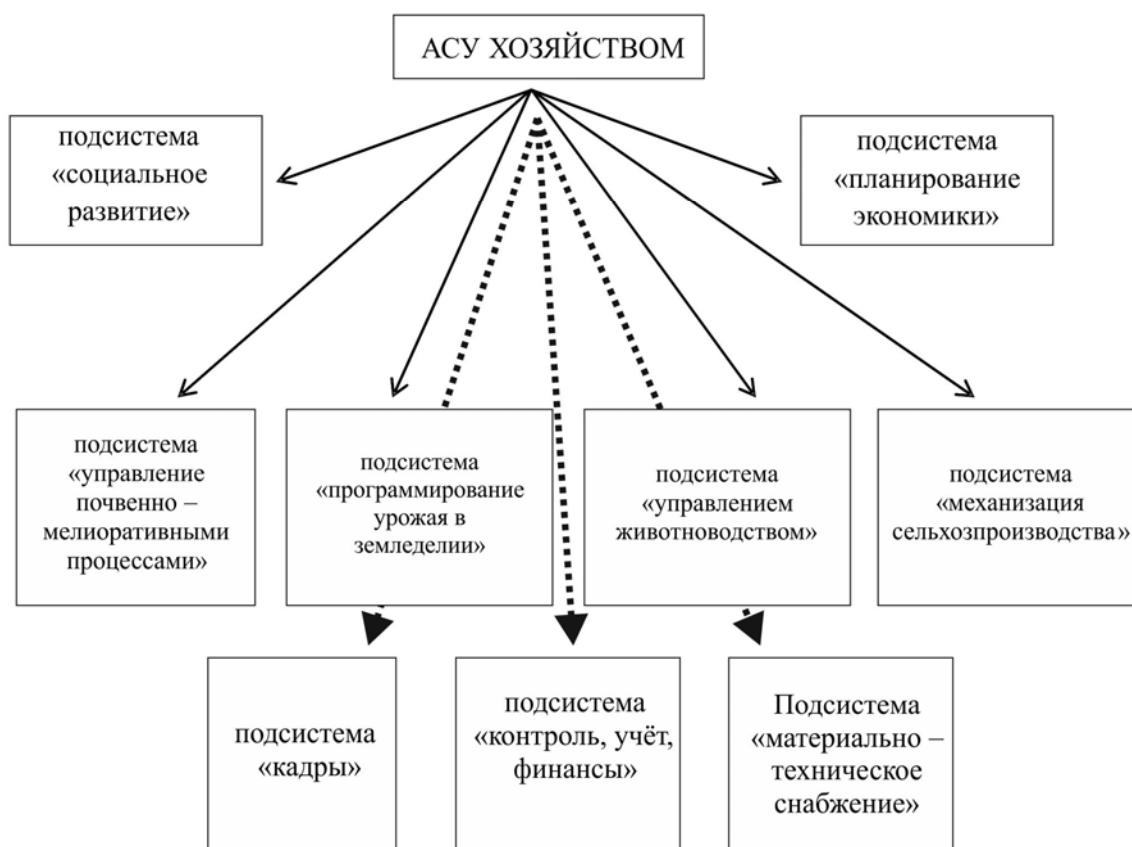 АСУ ХОЗЯЙСТВОМ
подсистема
«социальное
развитие»
подсистема
«планирование
экономики»
подсистема
«управление
почвенно –
мелиоративными
процессами»
подсистема
«программирование
урожая в
земледелии»
подсистема
«управлением
животноводством»
подсистема
«механизация
сельхозпроизводства»
подсистема
«кадры»
подсистема
«контроль, учёт,
финансы»
Подсистема
«материально –
техническое
снабжение»